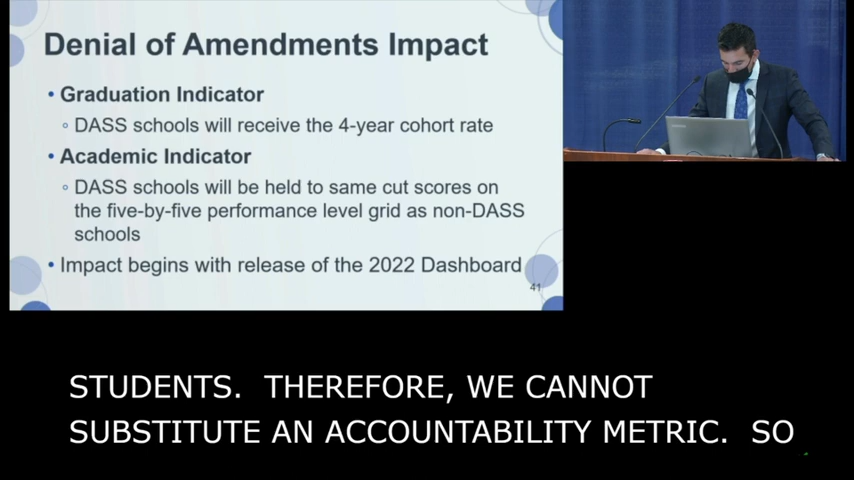 Denial of Amendments Impact
• Graduation Indicator
◦ DASS schools will receive the 4-year cohort rate
• Academic Indicator
◦ DASS schools will be held to same cut scores on
the five-by-five performance level grid as non-DASS
schools
• Impact begins with release of the 2022 Dashboard
41
STUDENTS. THEREFORE, WE CANNOT
SUBSTITUTE AN ACCOUNTABILITY METRIC. SO